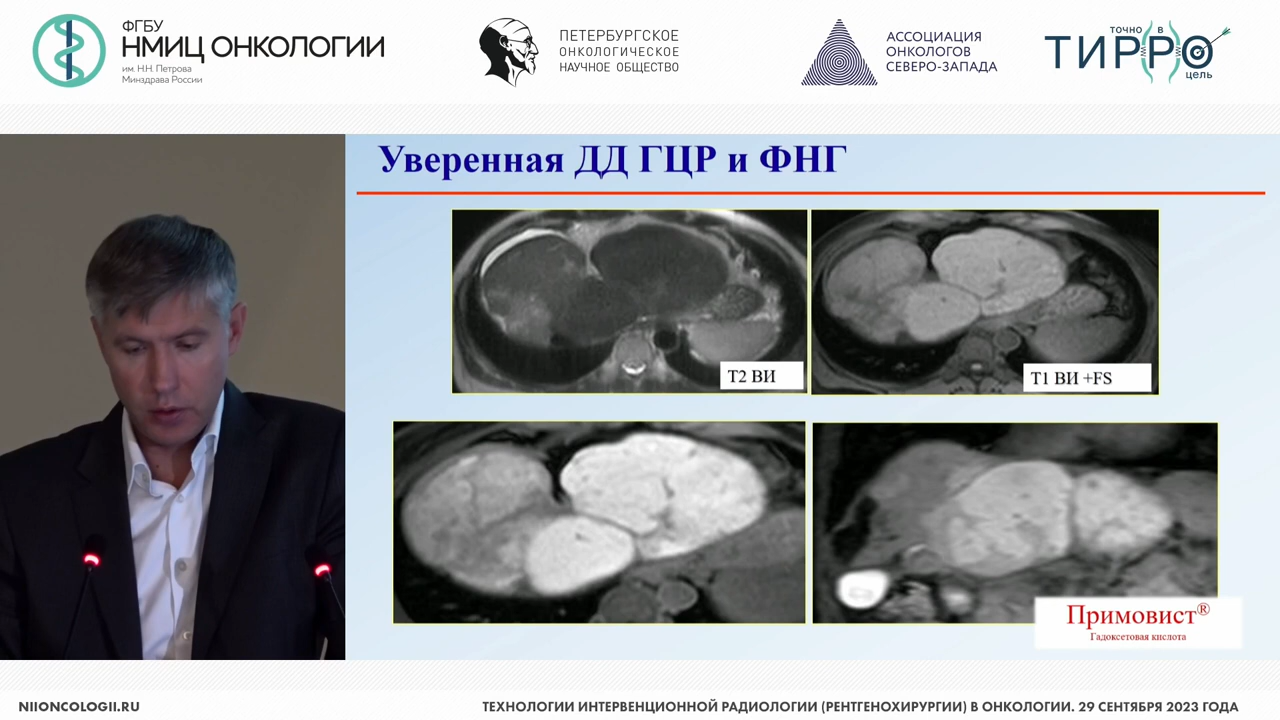 ФГБУ
НМИЦ ОНКОЛОГИИ
им. Н.Н. Петрова
Минздрава России
ПЕТЕРБУРГСКОЕ
ОНКОЛОГИЧЕСКОЕ
НАУЧНОЕ ОБЩЕСТВО
АССОЦИАЦИЯ
ОНКОЛОГОВ
СЕВЕРО-ЗАПАДА
ТОЧНО В
ТИРРО
цель
Уверенная ДД ГЦР и ФНГ
Т2 ВИ
Т1 ВИ +FS
Примовист®
Гадоксетовая кислота
NIIONCOLOGII.RU
ТЕХНОЛОГИИ ИНТЕРВЕНЦИОННОЙ РАДИОЛОГИИ (РЕНТГЕНОХИРУРГИИ) В ОНКОЛОГИИ. 29 СЕНТЯБРЯ 2023 ГОДА